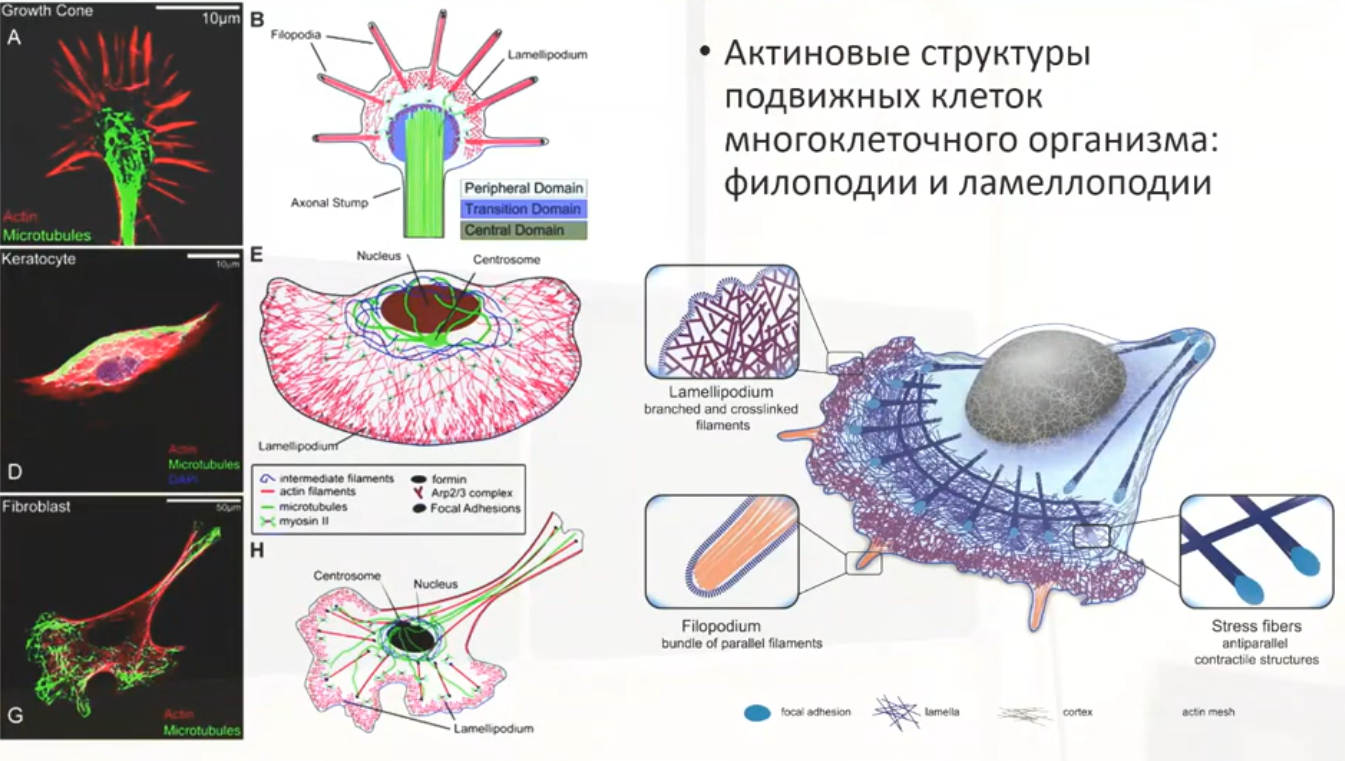 Growth Cone
10µm
A
Actin
Microtubules
B
Filopodia
Lamellipodium
Axonal Stump
Peripheral Domain
Transition Domain
Central Domain
• Актиновые структуры
подвижных клеток
многоклеточного организма:
филоподии и ламеллоподии
Keratocyte
10µm
D
Actin
Microtubules
DAPI
E
Nucleus
Centrosome
Lamellipodium
intermediate filaments
actin filaments
microtubules
myosin II
formin
Arp2/3 complex
Focal Adhesions
Fibroblast
50µm
G
Actin
Microtubules
H
Centrosome
Nucleus
Lamellipodium
Lamellipodium
branched and crosslinked
filaments
Filopodium
bundle of parallel filaments
Stress fibers
antiparallel
contractile structures
focal adhesion
lamella
cortex
actin mesh